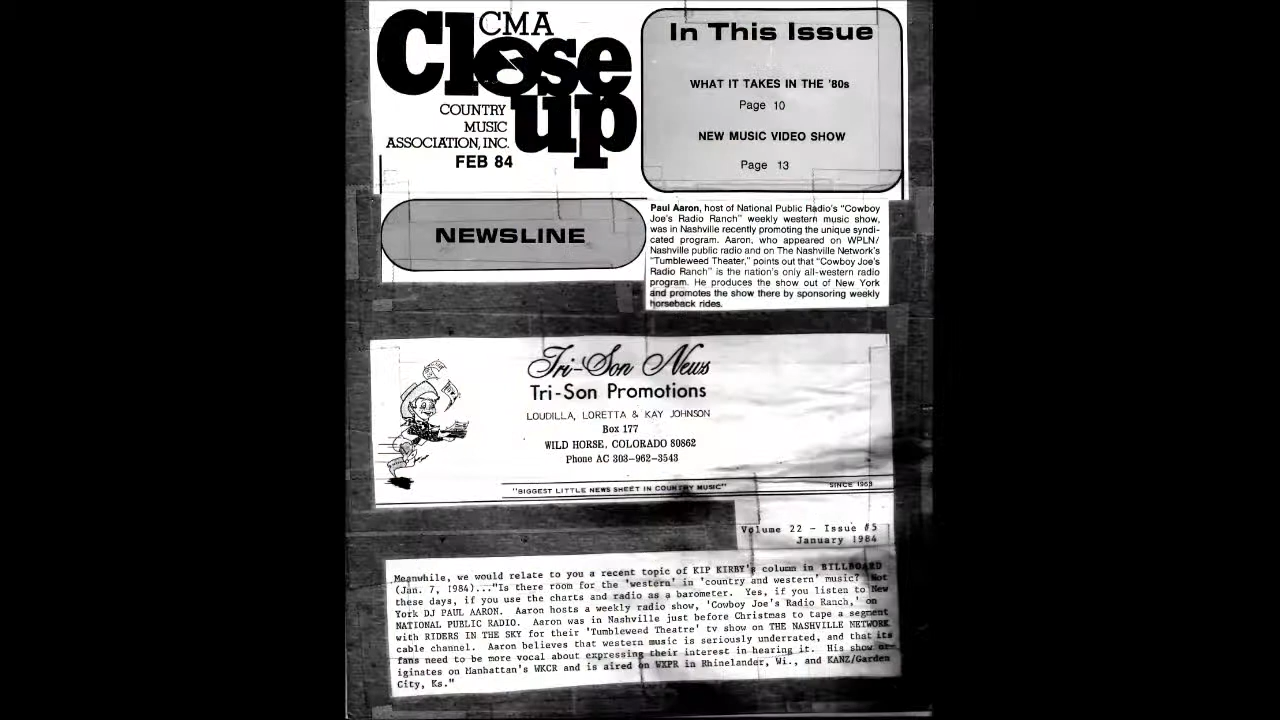 CMA
Close
up
COUNTRY
MUSIC
ASSOCIATION, INC.
FEB 84
In This Issue
WHAT IT TAKES IN THE '80s
Page 10
NEW MUSIC VIDEO SHOW
Page 13
NEWSLINE
Paul Aaron, host of National Public Radio's "Cowboy
Joe's Radio Ranch" weekly western music show,
was in Nashville recently promoting the unique syndi-
cated program. Aaron, who appeared on WPLN/
Nashville public radio and on The Nashville Network's
"Tumbleweed Theater," points out that "Cowboy Joe's
Radio Ranch" is the nation's only all-western radio
program. He produces the show out of New York
and promotes the show there by sponsoring weekly
horseback rides.
Tri-Son News
Tri-Son Promotions
LOUDILLA, LORETTA & KAY JOHNSON
Box 177
WILD HORSE, COLORADO 80862
Phone AC 303-962-3543
"BIGGEST LITTLE NEWS SHEET IN COUNTRY MUSIC"
SINCE 1963
Volume 22 - Issue #5
January 1984
Meanwhile, we would relate to you a recent topic of KIP KIRBY's column in BILLBOARD
(Jan. 7, 1984)..."Is there room for the 'western' in 'country and western' music? Not
these days, if you use the charts and radio as a barometer. Yes, if you listen to New
York DJ PAUL AARON. Aaron hosts a weekly radio show, 'Cowboy Joe's Radio Ranch,' on
NATIONAL PUBLIC RADIO. Aaron was in Nashville just before Christmas to tape a segment
with RIDERS IN THE SKY for their 'Tumbleweed Theatre' tv show on THE NASHVILLE NETWORK
cable channel. Aaron believes that western music is seriously underrated, and that its
fans need to be more vocal about expressing their interest in hearing it. His show or-
iginates on Manhattan's WKCR and is aired on WXPR in Rhinelander, Wi., and KANZ/Garden
City, Ks."